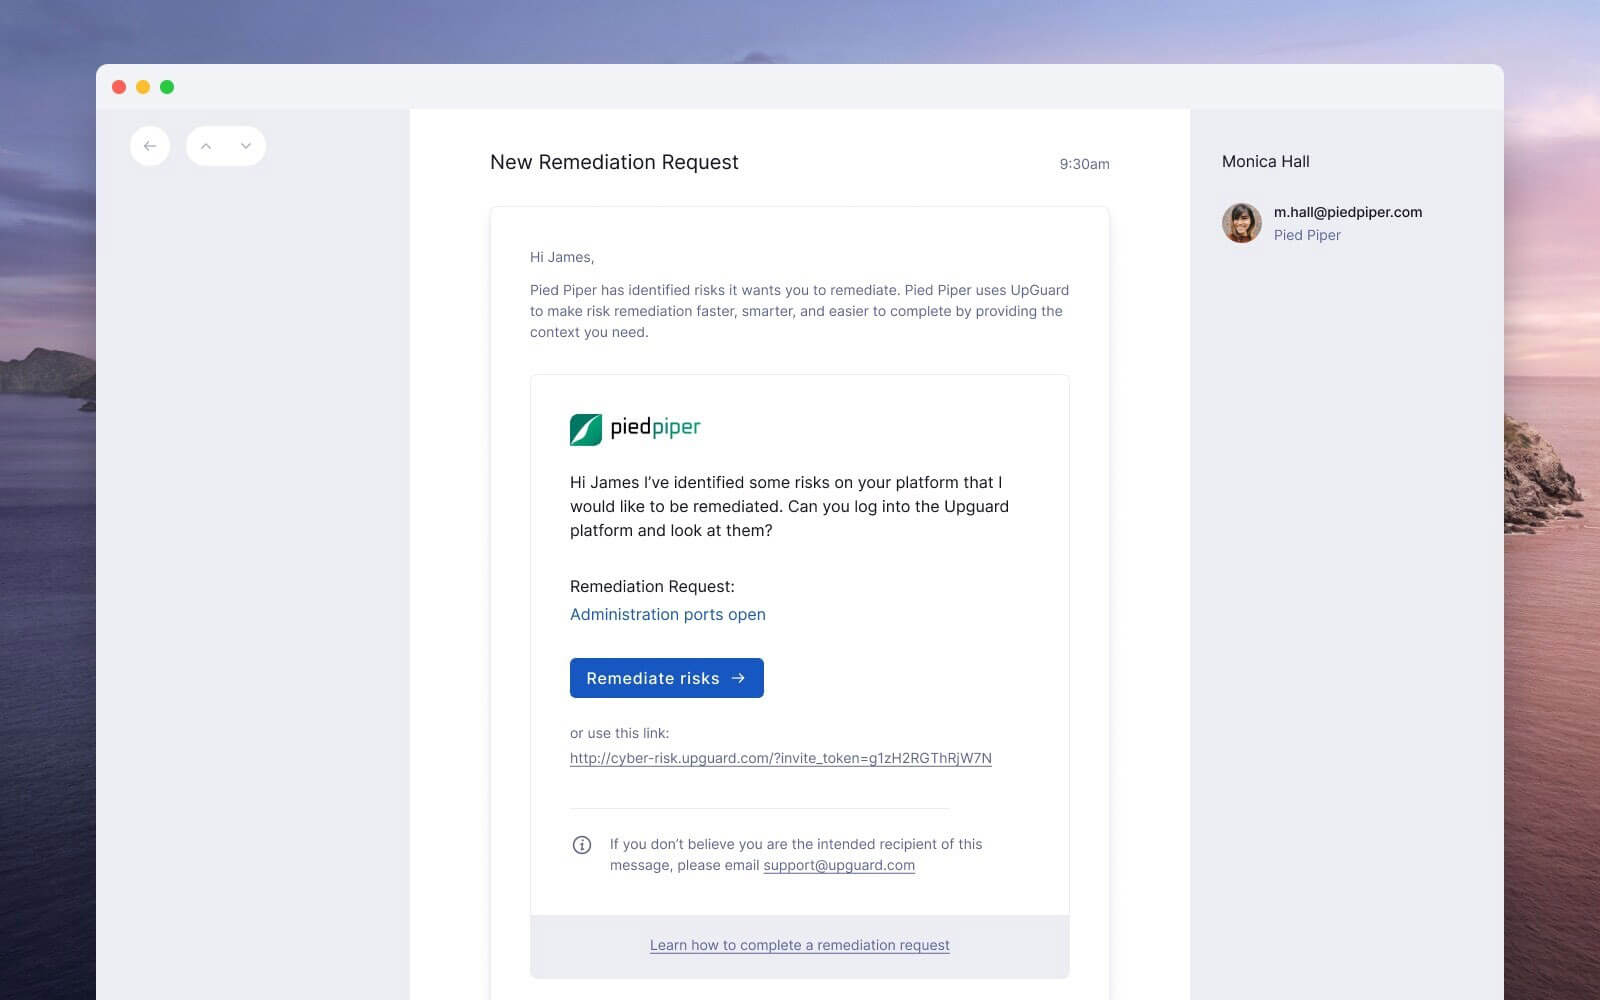 New Remediation Request
9:30am
Monica Hall
m.hall@piedpiper.com
Pied Piper
Hi James,
Pied Piper has identified risks it wants you to remediate. Pied Piper uses UpGuard
to make risk remediation faster, smarter, and easier to complete by providing the
context you need.
piedpiper
Hi James I’ve identified some risks on your platform that I
would like to be remediated. Can you log into the Upguard
platform and look at them?
Remediation Request:
Administration ports open
Remediate risks →
or use this link:
http://cyber-risk.upguard.com/?invite_token=g1zH2RGThRjW7N
If you don’t believe you are the intended recipient of this
message, please email support@upguard.com
Learn how to complete a remediation request